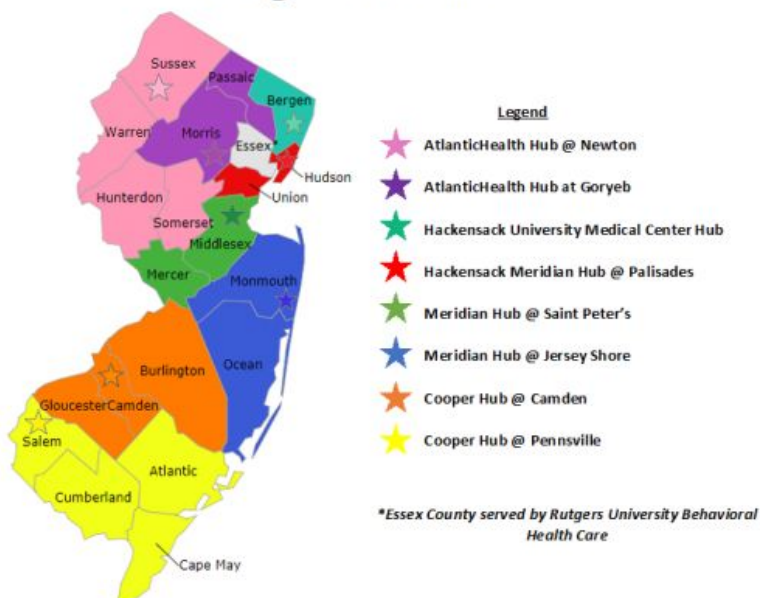 Sussex
Passaic
Bergen
Warren
Morris
Essex*
Hudson
Hunterdon
Union
Somerset
Middlesex
Mercer
Monmouth
Burlington
Ocean
GloucesterCamden
Salem
Atlantic
Cumberland
Cape May
Legend
AtlanticHealth Hub @ Newton
AtlanticHealth Hub at Goryeb
Hackensack University Medical Center Hub
Hackensack Meridian Hub @ Palisades
Meridian Hub @ Saint Peter's
Meridian Hub @ Jersey Shore
Cooper Hub @ Camden
Cooper Hub @ Pennsville
*Essex County served by Rutgers University Behavioral
Health Care